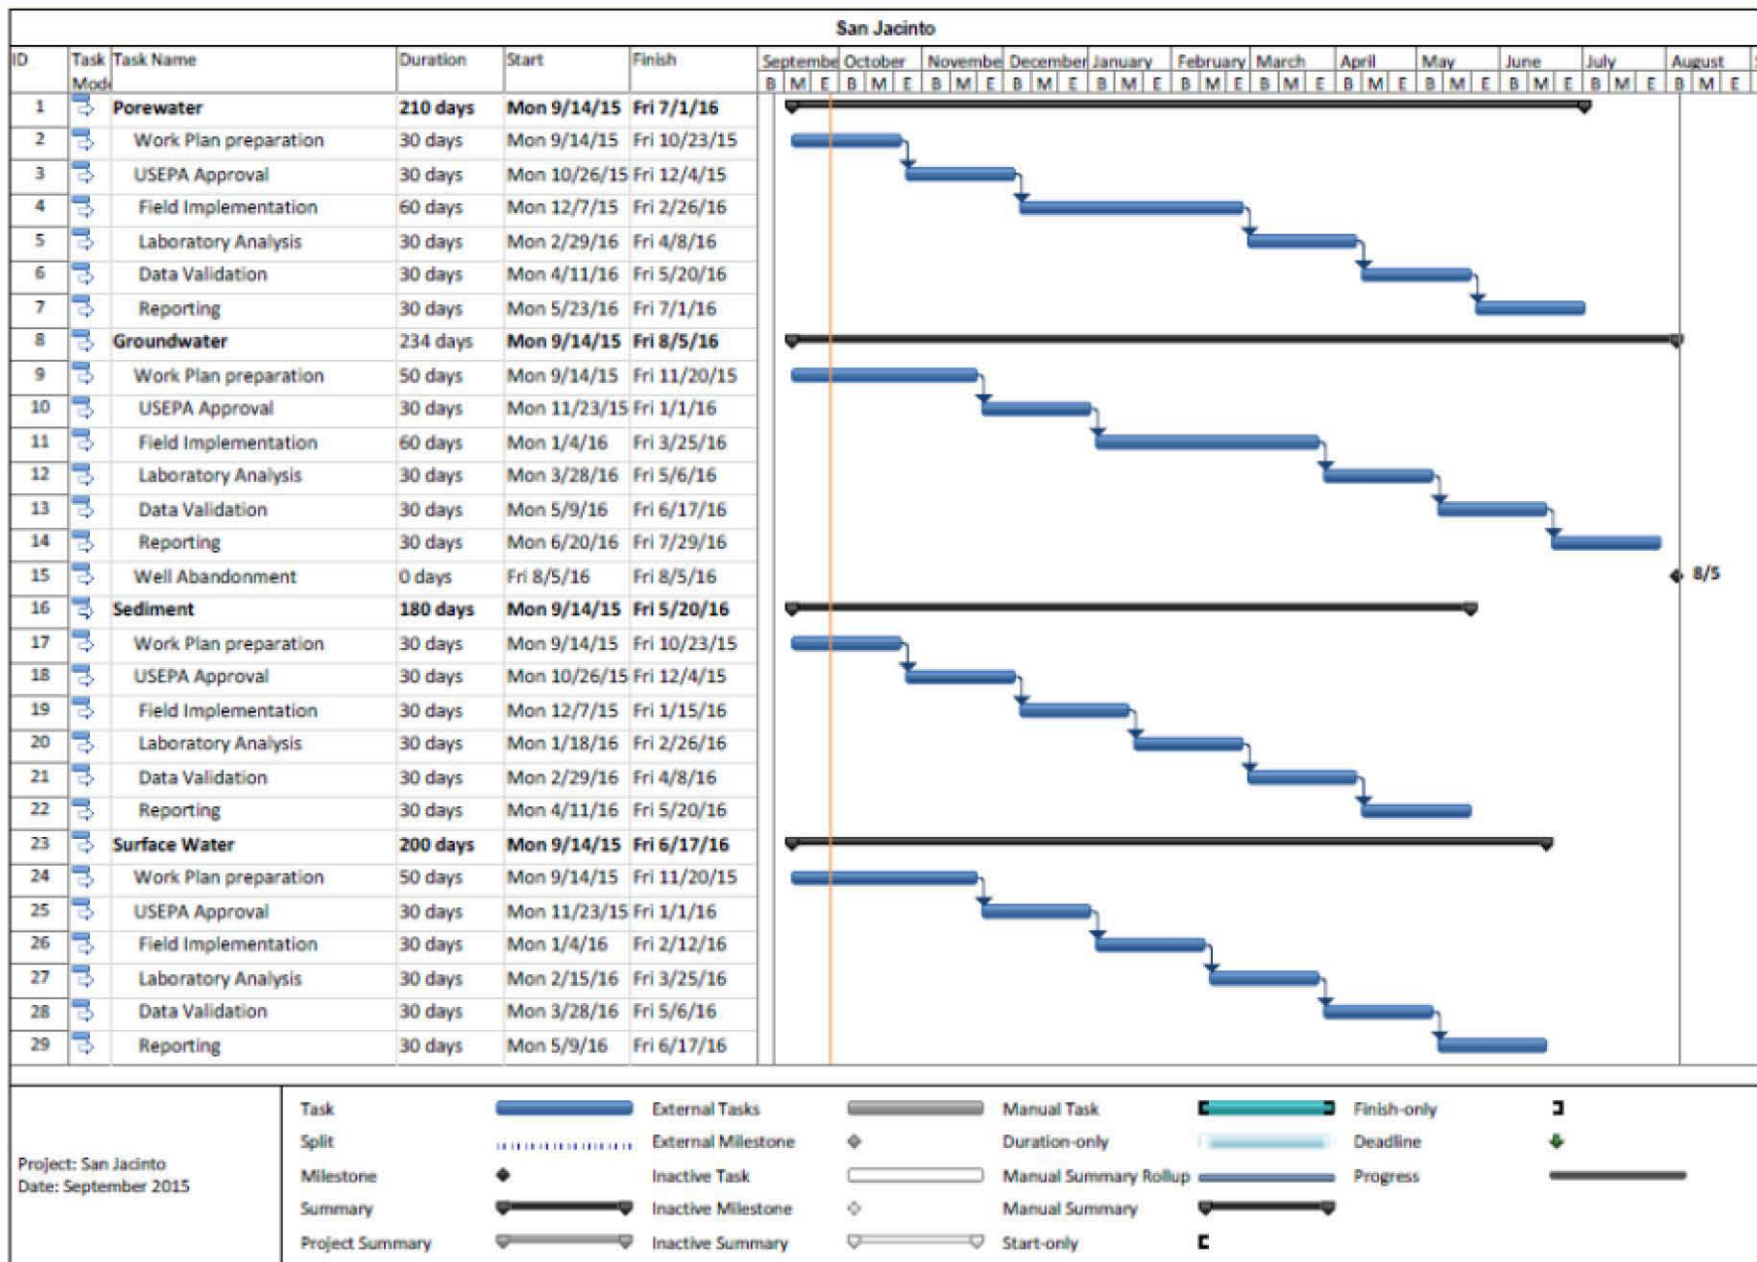 San Jacinto
ID Task Mode Task Name Duration Start Finish Septembe October Novembe December January February March April May June July August
B M E B M E B M E B M E B M E B M E B M E B M E B M E B M E B M E B M E
1 Porewater 210 days Mon 9/14/15 Fri 7/1/16
2 Work Plan preparation 30 days Mon 9/14/15 Fri 10/23/15
3 USEPA Approval 30 days Mon 10/26/15 Fri 12/4/15
4 Field Implementation 60 days Mon 12/7/15 Fri 2/26/16
5 Laboratory Analysis 30 days Mon 2/29/16 Fri 4/8/16
6 Data Validation 30 days Mon 4/11/16 Fri 5/20/16
7 Reporting 30 days Mon 5/23/16 Fri 7/1/16
8 Groundwater 234 days Mon 9/14/15 Fri 8/5/16
9 Work Plan preparation 50 days Mon 9/14/15 Fri 11/20/15
10 USEPA Approval 30 days Mon 11/23/15 Fri 1/1/16
11 Field Implementation 60 days Mon 1/4/16 Fri 3/25/16
12 Laboratory Analysis 30 days Mon 3/28/16 Fri 5/6/16
13 Data Validation 30 days Mon 5/9/16 Fri 6/17/16
14 Reporting 30 days Mon 6/20/16 Fri 7/29/16
15 Well Abandonment 0 days Fri 8/5/16 Fri 8/5/16 8/5
16 Sediment 180 days Mon 9/14/15 Fri 5/20/16
17 Work Plan preparation 30 days Mon 9/14/15 Fri 10/23/15
18 USEPA Approval 30 days Mon 10/26/15 Fri 12/4/15
19 Field Implementation 30 days Mon 12/7/15 Fri 1/15/16
20 Laboratory Analysis 30 days Mon 1/18/16 Fri 2/26/16
21 Data Validation 30 days Mon 2/29/16 Fri 4/8/16
22 Reporting 30 days Mon 4/11/16 Fri 5/20/16
23 Surface Water 200 days Mon 9/14/15 Fri 6/17/16
24 Work Plan preparation 50 days Mon 9/14/15 Fri 11/20/15
25 USEPA Approval 30 days Mon 11/23/15 Fri 1/1/16
26 Field Implementation 30 days Mon 1/4/16 Fri 2/12/16
27 Laboratory Analysis 30 days Mon 2/15/16 Fri 3/25/16
28 Data Validation 30 days Mon 3/28/16 Fri 5/6/16
29 Reporting 30 days Mon 5/9/16 Fri 6/17/16
Project: San Jacinto
Date: September 2015
Task External Tasks Manual Task Finish-only
Split External Milestone Duration-only Deadline
Milestone Inactive Task Manual Summary Rollup Progress
Summary Inactive Milestone Manual Summary
Project Summary Inactive Summary Start-only